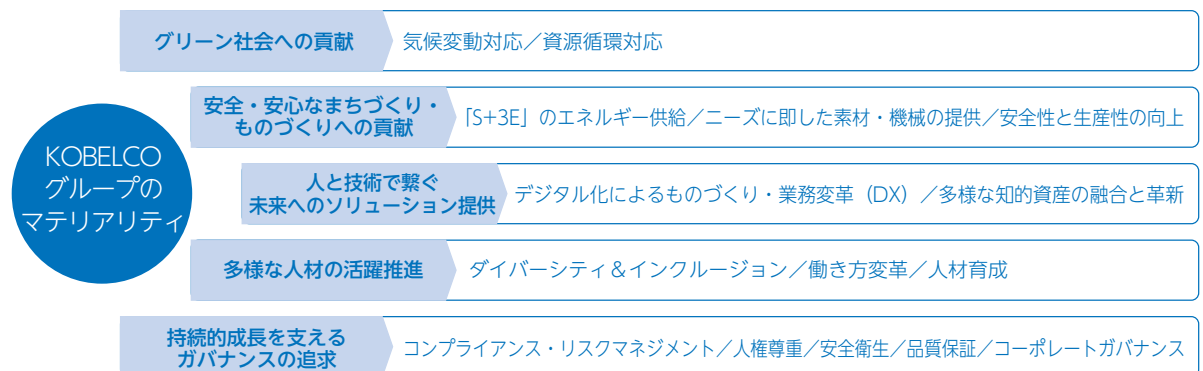 グリーン社会への貢献
気候変動対応／資源循環対応
安全・安心なまちづくり・
ものづくりへの貢献
「S+3E」のエネルギー供給／ニーズに即した素材・機械の提供／安全性と生産性の向上
KOBELCO
グループの
マテリアリティ
人と技術で繋ぐ
未来へのソリューション提供
デジタル化によるものづくり・業務変革（DX）／多様な知的資産の融合と革新
多様な人材の活躍推進
ダイバーシティ＆インクルージョン／働き方変革／人材育成
持続的成長を支える
ガバナンスの追求
コンプライアンス・リスクマネジメント／人権尊重／安全衛生／品質保証／コーポレートガバナンス